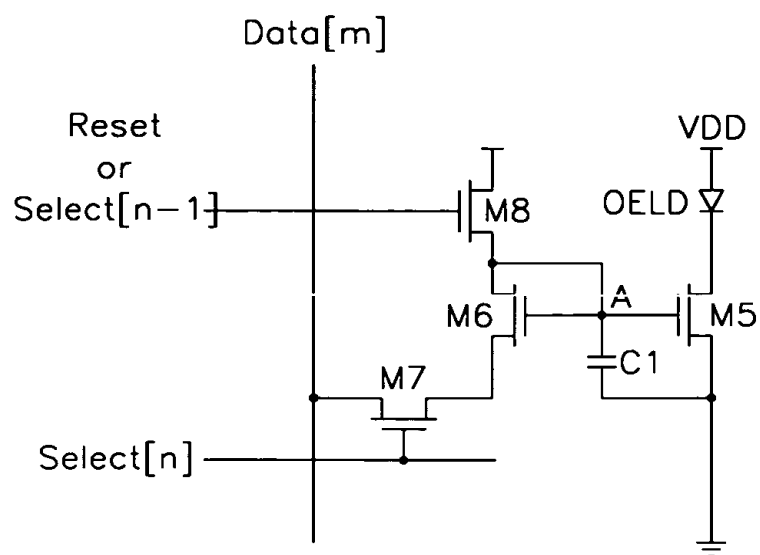 Data[m]
Reset
or
Select[n-1]
VDD
OELD
M8
A
M6
M5
C1
M7
Select[n]